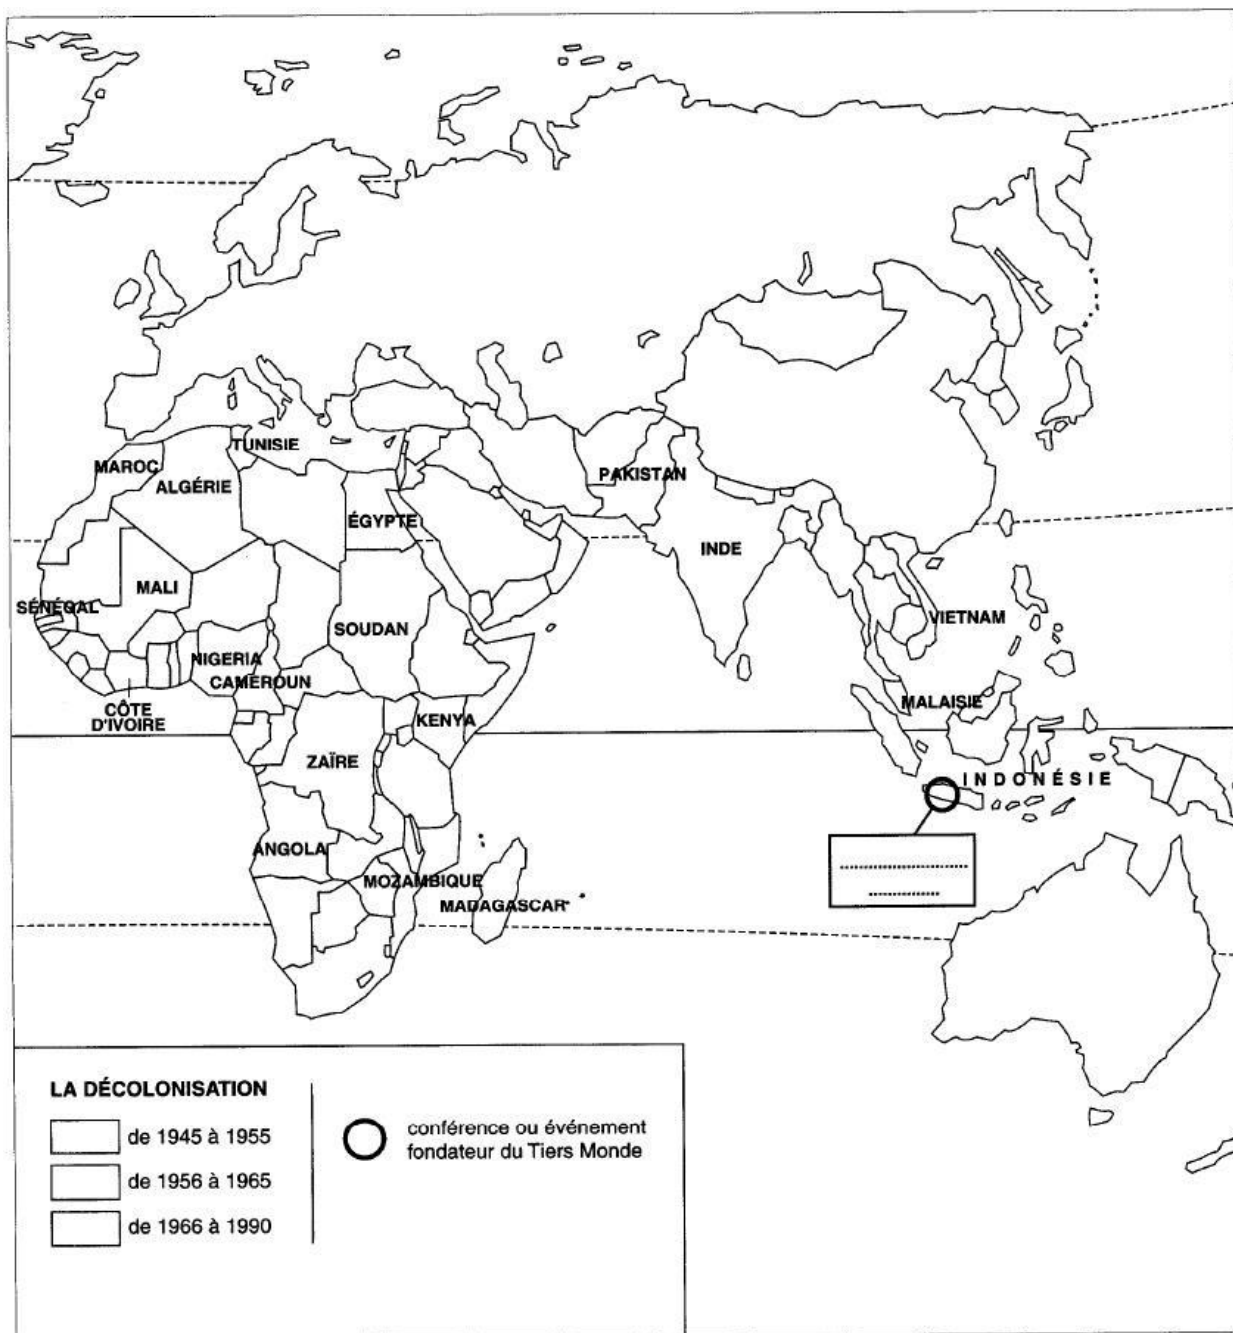 TUNISIE
MAROC
ALGÉRIE
PAKISTAN
ÉGYPTE
INDE
MALI
SÉNÉGAL
SOUDAN
VIETNAM
NIGERIA
CAMEROUN
CÔTE
D'IVOIRE
KENYA
MALAISIE
ZAÏRE
INDONÉSIE
ANGOLA
MOZAMBIQUE
MADAGASCAR
LA DÉCOLONISATION
de 1945 à 1955
de 1956 à 1965
de 1966 à 1990
conférence ou événement
fondateur du Tiers Monde